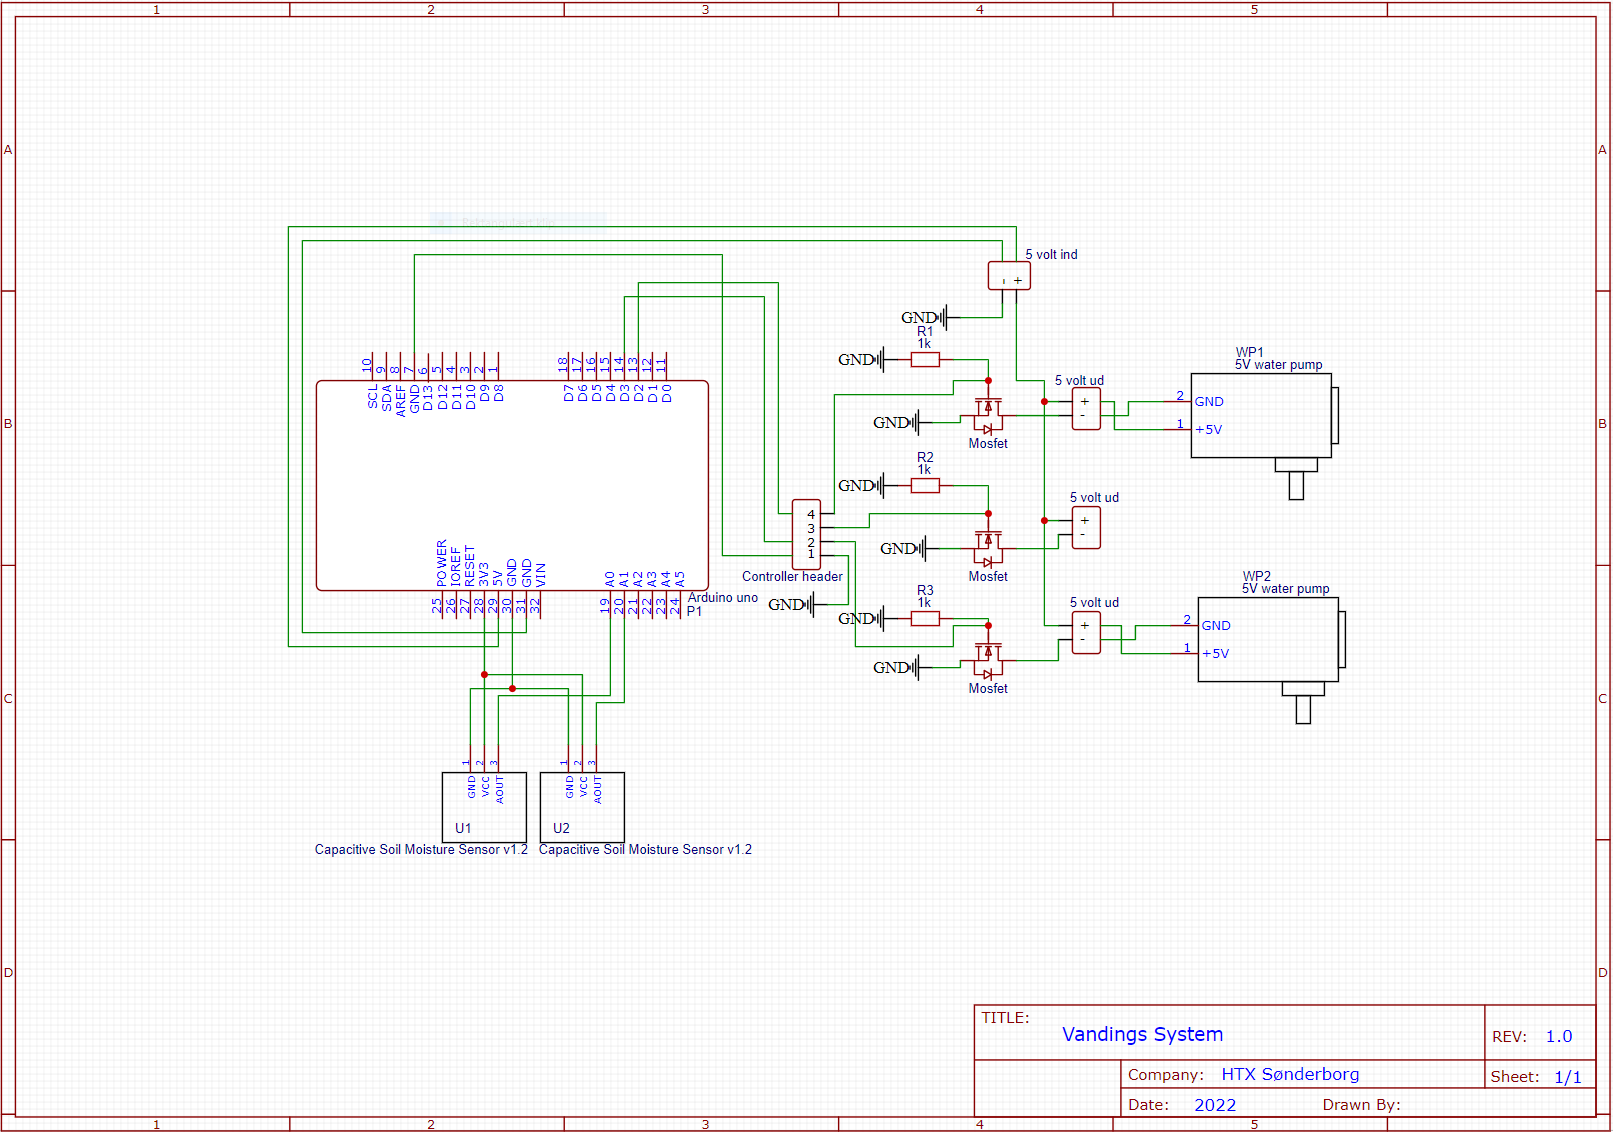 1 2 3 4 5
A A
B B
C C
D D
5 volt ind
- +
GND
R1
1k
GND
GND
Mosfet
5 volt ud
+
-
WP1
5V water pump
2 GND
1 +5V
10 9 8 7 6 5 4 3 2 1
SCL SDA AREF GND D13 D12 D11 D10 D9 D8
18 17 16 15 14 13 12 11
D7 D6 D5 D4 D3 D2 D1 D0
R2
1k
GND
GND
Mosfet
5 volt ud
+
-
4
3
2
1
Controller header
GND
POWER IOREF RESET 3V3 5V GND GND VIN
25 26 27 28 29 30 31 32
A0 A1 A2 A3 A4 A5
19 20 21 22 23 24
Arduino uno
P1
R3
1k
GND
GND
Mosfet
5 volt ud
+
-
WP2
5V water pump
2 GND
1 +5V
1 2 3
GND VCC AOUT
U1
Capacitive Soil Moisture Sensor v1.2
1 2 3
GND VCC AOUT
U2
Capacitive Soil Moisture Sensor v1.2
TITLE:
Vandings System
REV: 1.0
Company: HTX Sønderborg
Sheet: 1/1
Date: 2022
Drawn By:
1 2 3 4 5